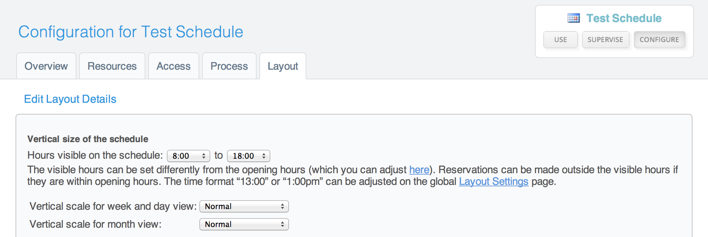 Test Schedule
USE SUPERVISE CONFIGURE
Configuration for Test Schedule
Overview Resources Access Process Layout
Edit Layout Details
Vertical size of the schedule
Hours visible on the schedule: 8:00 to 18:00
The visible hours can be set differently from the opening hours (which you can adjust here). Reservations can be made outside the visible hours if
they are within opening hours. The time format “13:00” or “1:00pm” can be adjusted on the global Layout Settings page.
Vertical scale for week and day view: Normal
Vertical scale for month view: Normal